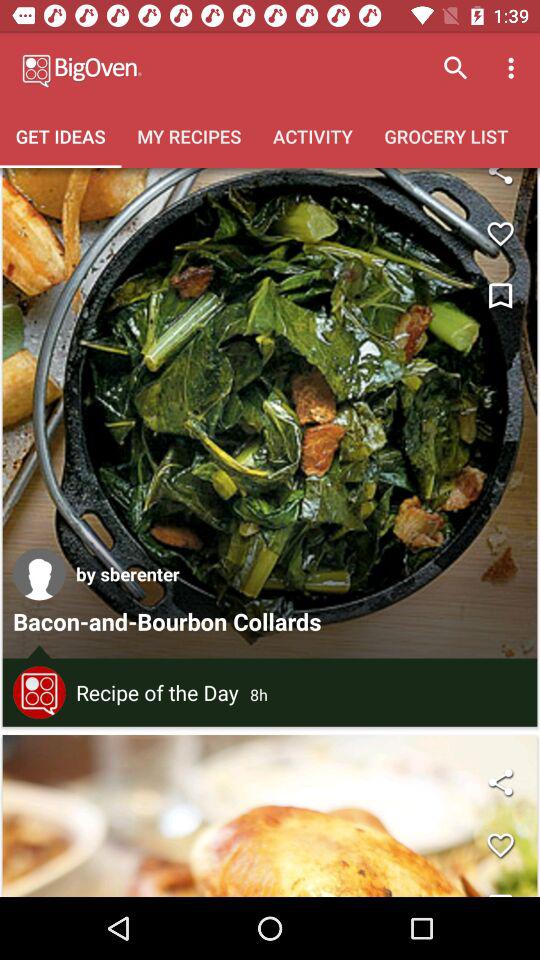 1:39
BigOven
GET IDEAS MY RECIPES ACTIVITY GROCERY LIST
by sberenter
Bacon-and-Bourbon Collards
Recipe of the Day 8h